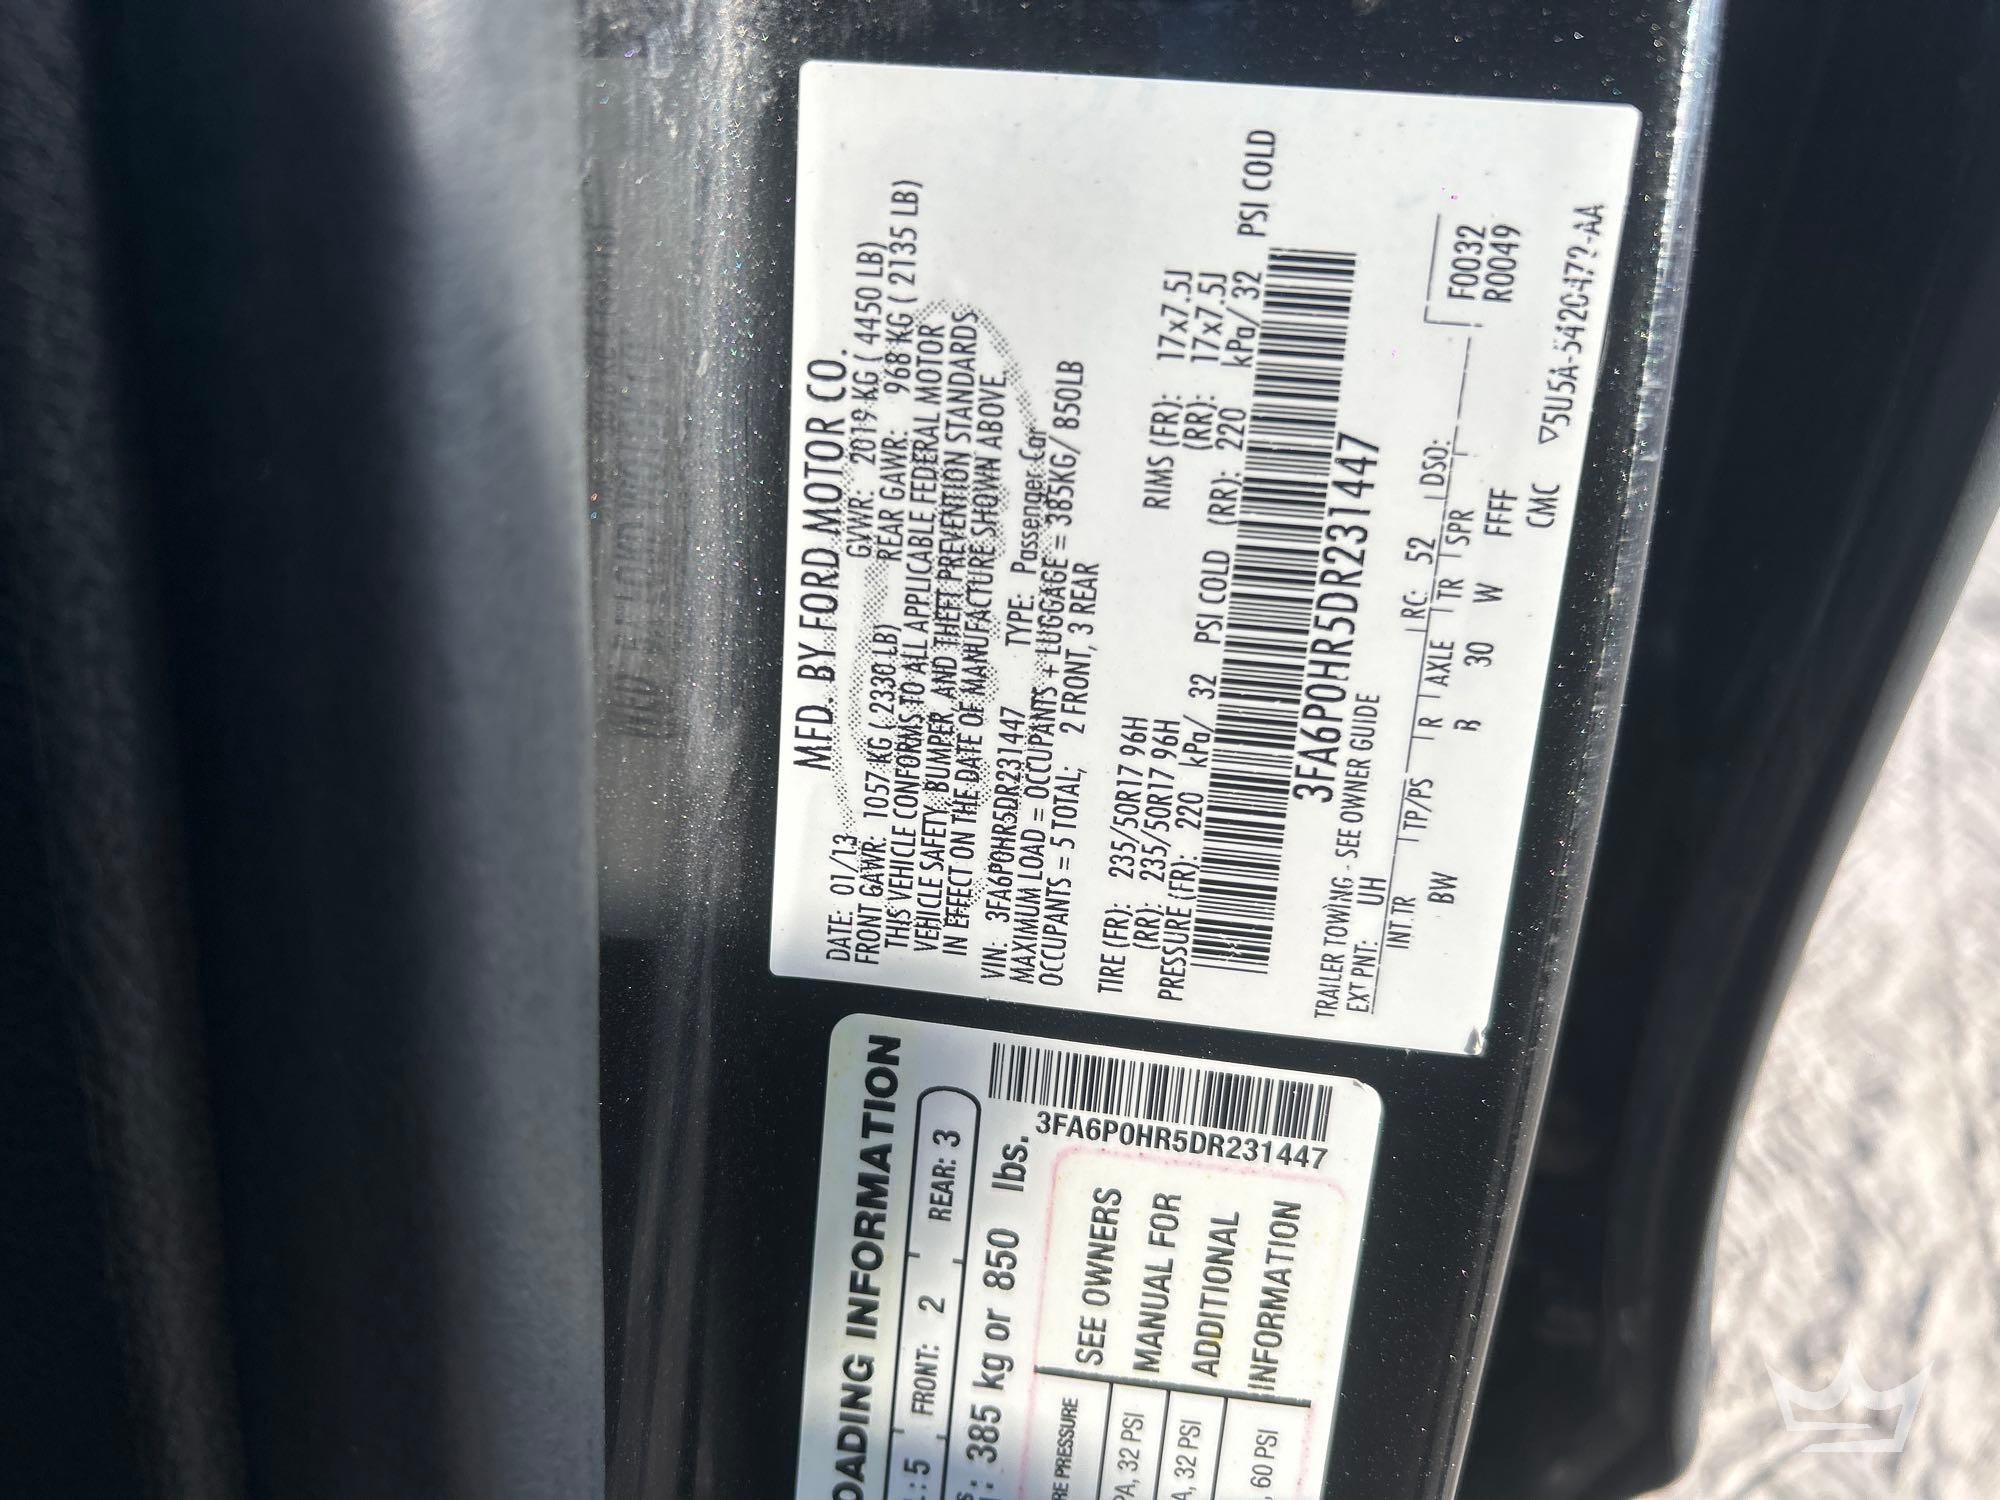 MFD. BY FORD MOTOR CO.
DATE: 01/13 GVWR: 2019 KG ( 4450 LB)
FRONT GAWR: 1057 KG ( 2330 LB) REAR GAWR: 968 KG ( 2135 LB)
THIS VEHICLE CONFORMS TO ALL APPLICABLE FEDERAL MOTOR
VEHICLE SAFETY, BUMPER, AND THEFT PREVENTION STANDARDS
IN EFFECT ON THE DATE OF MANUFACTURE SHOWN ABOVE.
VIN: 3FA6P0HR5DR231447 TYPE: Passenger Car
MAXIMUM LOAD = OCCUPANTS + LUGGAGE = 385KG/ 850LB
OCCUPANTS = 5 TOTAL; 2 FRONT, 3 REAR
TIRE (FR): 235/50R17 96H RIMS (FR): 17x7.5J
(RR): 235/50R17 96H (RR): 17x7.5J
PRESSURE (FR): 220 kPa/ 32 PSI COLD (RR): 220 kPa/ 32 PSI COLD
3FA6P0HR5DR231447
TRAILER TOWING - SEE OWNER GUIDE
EXT PNT: UH RC: 52 DSO:
INT TR TP/PS R AXLE TR SPR
BW B 30 W FFFF
F0032
R0049
CMC
OADING INFORMATION
: 5 FRONT: 2 REAR: 3
: 385 kg or 850 lbs.
3FA6P0HR5DR231447
RE PRESSURE
PA, 32 PSI
A, 32 PSI
, 60 PSI
SEE OWNERS
MANUAL FOR
ADDITIONAL
INFORMATION